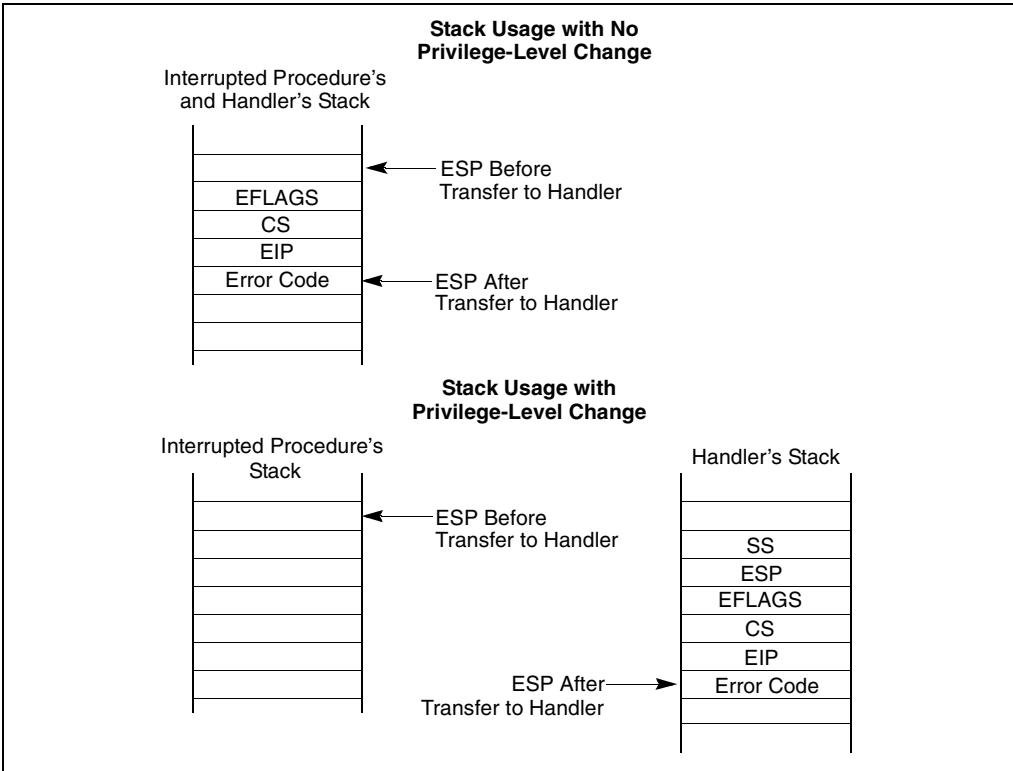 Stack Usage with No
Privilege-Level Change
Interrupted Procedure's
and Handler's Stack
ESP Before
Transfer to Handler
EFLAGS
CS
EIP
Error Code
ESP After
Transfer to Handler
Stack Usage with
Privilege-Level Change
Interrupted Procedure's
Stack
Handler's Stack
ESP Before
Transfer to Handler
SS
ESP
EFLAGS
CS
EIP
ESP After
Transfer to Handler
Error Code